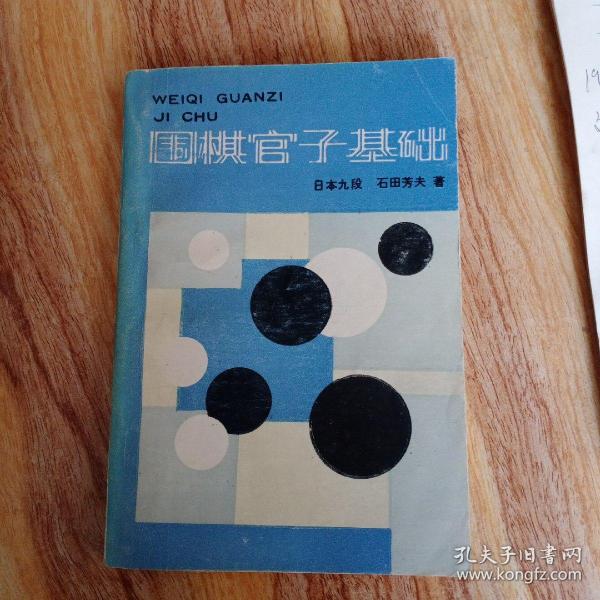 WEIQI GUANZI
JI CHU
围棋官子基础
日本九段 石田芳夫 著
19
孔夫子旧书网
www.kongfz.com